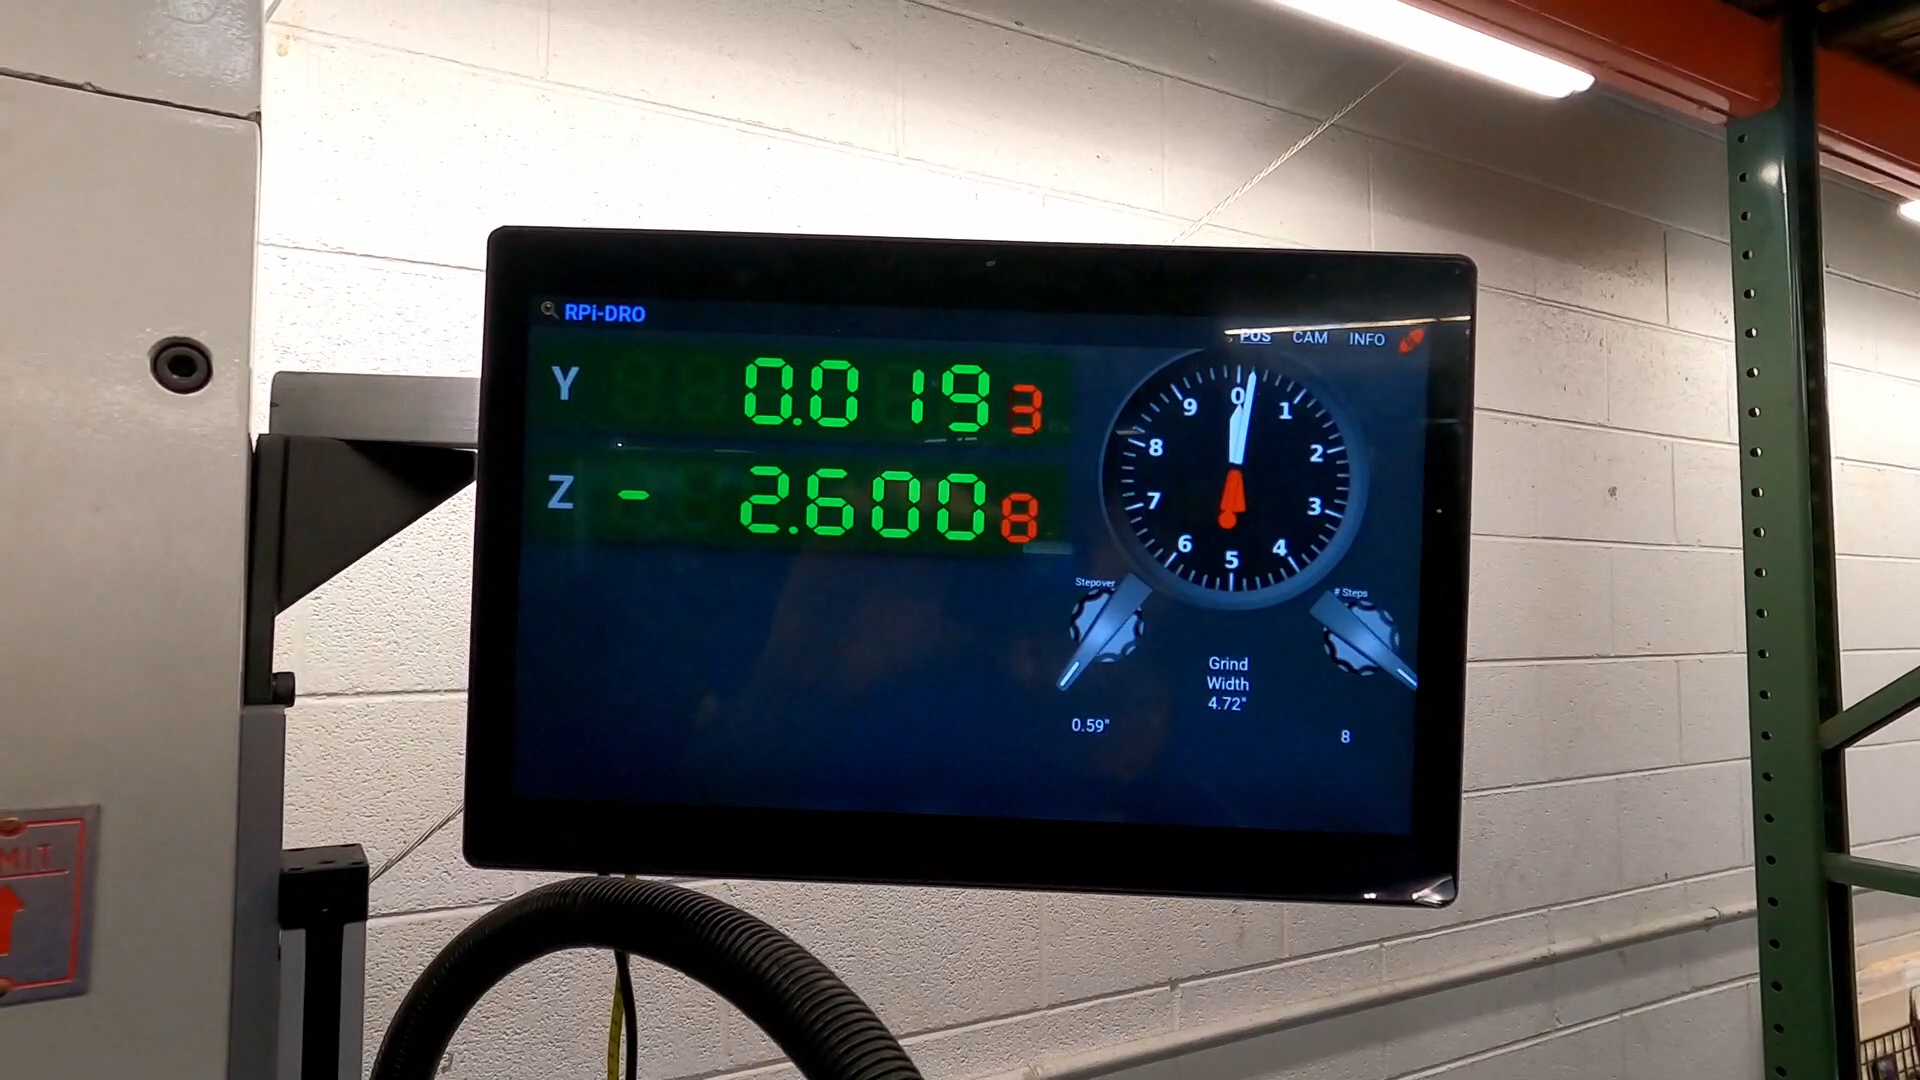 RPi-DRO
POS CAM INFO
Y 0.0193
Z - 2.6008
0
1
2
3
4
5
6
7
8
9
Stepover
# Steps
Grind
Width
4.72"
0.59"
8
MIT